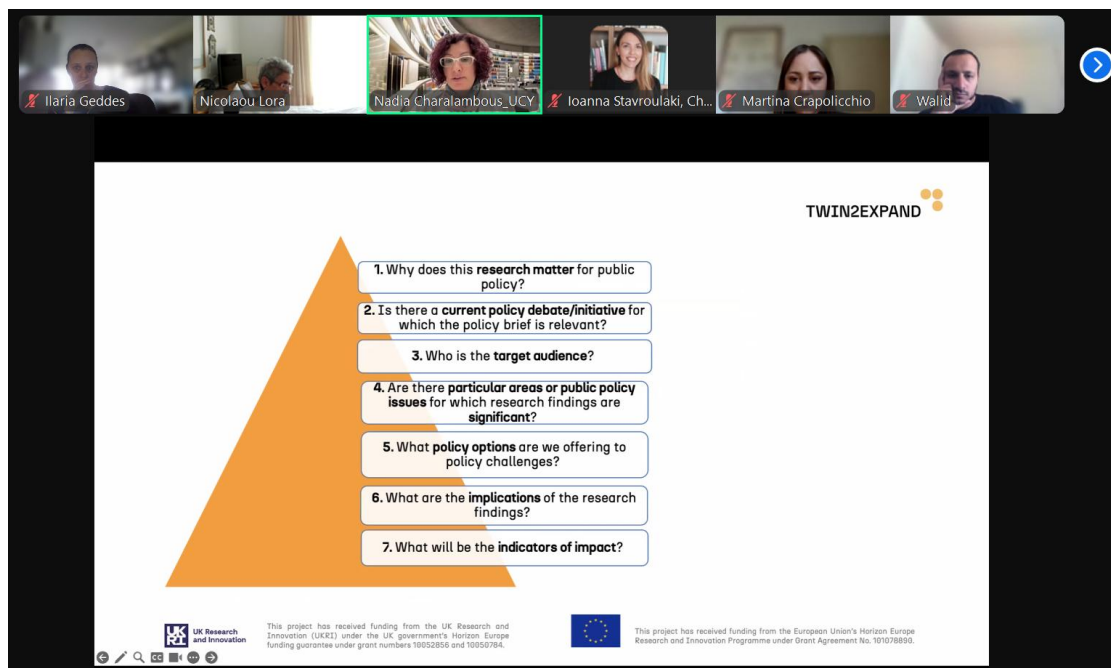 Ilaria Geddes
Nicolaou Lora
Nadia Charalambous_UCY
Ioanna Stavroulaki, Ch...
Martina Crapolicchio
Walid
TWIN2EXPAND
1. Why does this research matter for public
policy?
2. Is there a current policy debate/initiative for
which the policy brief is relevant?
3. Who is the target audience?
4. Are there particular areas or public policy
issues for which research findings are
significant?
5. What policy options are we offering to
policy challenges?
6. What are the implications of the research
findings?
7. What will be the indicators of impact?
UK
RI
UK Research
and Innovation
This project has received funding from the UK Research and
Innovation (UKRI) under the UK government's Horizon Europe
funding guarantee under grant numbers 10052856 and 10050784.
This project has received funding from the European Union's Horizon Europe
Research and Innovation Programme under Grant Agreement No. 101078890.
CC